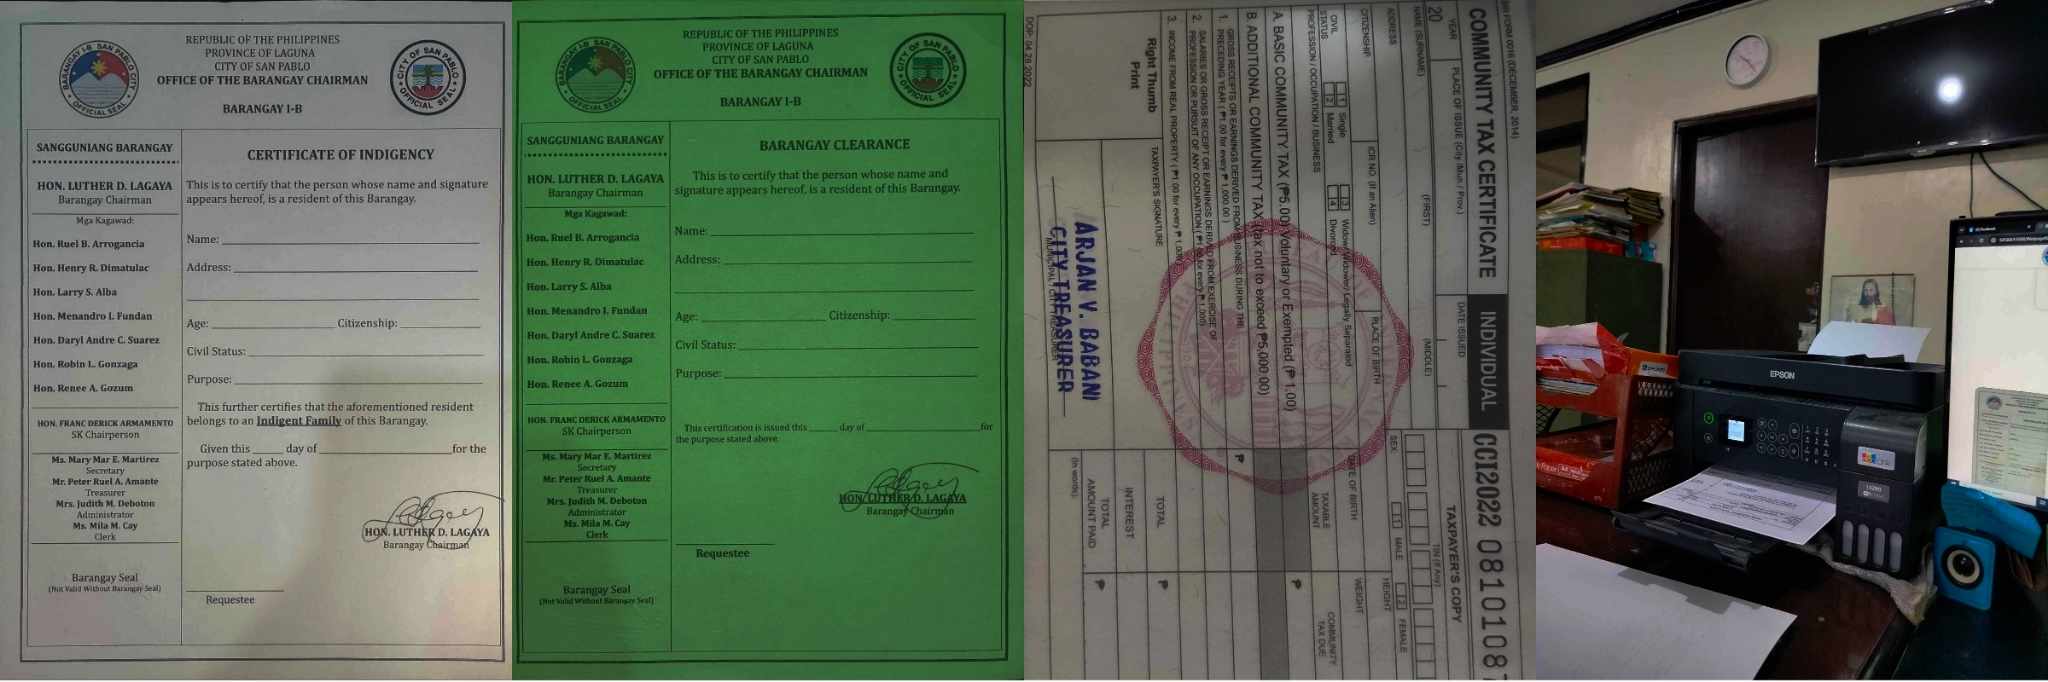 REPUBLIC OF THE PHILIPPINES
PROVINCE OF LAGUNA
CITY OF SAN PABLO
OFFICE OF THE BARANGAY CHAIRMAN
BARANGAY I-B
BARANGAY I-B SAN PABLO CITY
OFFICIAL SEAL
CITY OF SAN PABLO
OFFICIAL SEAL
SANGGUNIANG BARANGAY
HON. LUTHER D. LAGAYA
Barangay Chairman
Mga Kagawad:
Hon. Ruel B. Arrogancia
Hon. Henry R. Dimatulac
Hon. Larry S. Alba
Hon. Menandro I. Fundan
Hon. Daryl Andre C. Suarez
Hon. Robin L. Gonzaga
Hon. Renee A. Gozum
HON. FRANC DERICK ARMAMENTO
SK Chairperson
Ms. Mary Mar E. Martirez
Secretary
Mr. Peter Ruel A. Amante
Treasurer
Mrs. Judith M. Deboton
Administrator
Ms. Mila M. Cay
Clerk
Barangay Seal
(Not Valid Without Barangay Seal)
CERTIFICATE OF INDIGENCY
This is to certify that the person whose name and signature
appears hereof, is a resident of this Barangay.
Name:
Address:
Age: Citizenship:
Civil Status:
Purpose:
This further certifies that the aforementioned resident
belongs to an Indigent Family of this Barangay.
Given this day of for the
purpose stated above.
HON. LUTHER D. LAGAYA
Barangay Chairman
Requestee
REPUBLIC OF THE PHILIPPINES
PROVINCE OF LAGUNA
CITY OF SAN PABLO
OFFICE OF THE BARANGAY CHAIRMAN
BARANGAY I-B
BARANGAY I-B SAN PABLO CITY
OFFICIAL SEAL
CITY OF SAN PABLO
OFFICIAL SEAL
SANGGUNIANG BARANGAY
HON. LUTHER D. LAGAYA
Barangay Chairman
Mga Kagawad:
Hon. Ruel B. Arrogancia
Hon. Henry R. Dimatulac
Hon. Larry S. Alba
Hon. Menandro I. Fundan
Hon. Daryl Andre C. Suarez
Hon. Robin L. Gonzaga
Hon. Renee A. Gozum
HON. FRANC DERICK ARMAMENTO
SK Chairperson
Ms. Mary Mar E. Martirez
Secretary
Mr. Peter Ruel A. Amante
Treasurer
Mrs. Judith M. Deboton
Administrator
Ms. Mila M. Cay
Clerk
Barangay Seal
(Not Valid Without Barangay Seal)
BARANGAY CLEARANCE
This is to certify that the person whose name and
signature appears hereof, is a resident of this Barangay.
Name:
Address:
Age: Citizenship:
Civil Status:
Purpose:
This certification is issued this day of for
the purpose stated above.
HON. LUTHER D. LAGAYA
Barangay Chairman
Requestee
BIR FORM 0016 (DECEMBER, 2014)
COMMUNITY TAX CERTIFICATE INDIVIDUAL CCI2022 0810108
YEAR PLACE OF ISSUE (City /Mun./ Prov.) DATE ISSUED TAXPAYER'S COPY
20
NAME (SURNAME) (FIRST) (MIDDLE) TIN (If Any)
ADDRESS SEX 1 MALE 2 FEMALE
CITIZENSHIP ICR NO. (If an Alien) PLACE OF BIRTH HEIGHT
CIVIL STATUS 1 Single 2 Married 3 Widow/Widower/ Legally Separated 4 Divorced DATE OF BIRTH WEIGHT
PROFESSION / OCCUPATION / BUSINESS TAXABLE AMOUNT COMMUNITY TAX DUE
A. BASIC COMMUNITY TAX (₱5.00) Voluntary or Exempted (₱ 1.00) ₱
B. ADDITIONAL COMMUNITY TAX (tax not to exceed ₱5,000.00)
1. GROSS RECEIPTS OR EARNINGS DERIVED FROM BUSINESS DURING THE
PRECEDING YEAR ( ₱1.00 for every ₱ 1,000.00 ) ₱
2. SALARIES OR GROSS RECEIPT OR EARNINGS DERIVED FROM EXERCISE OF
PROFESSION OR PURSUIT OF ANY OCCUPATION ( ₱1.00 for every ₱ 1,000)
3. INCOME FROM REAL PROPERTY ( ₱1.00 for every ₱ 1,000)
Right Thumb
Print
TAXPAYER'S SIGNATURE
TOTAL ₱
INTEREST
TOTAL
AMOUNT PAID ₱
(In words)
ARJAN V. BABANI
CITY TREASURER
DOP: 04 28 2022
EPSON